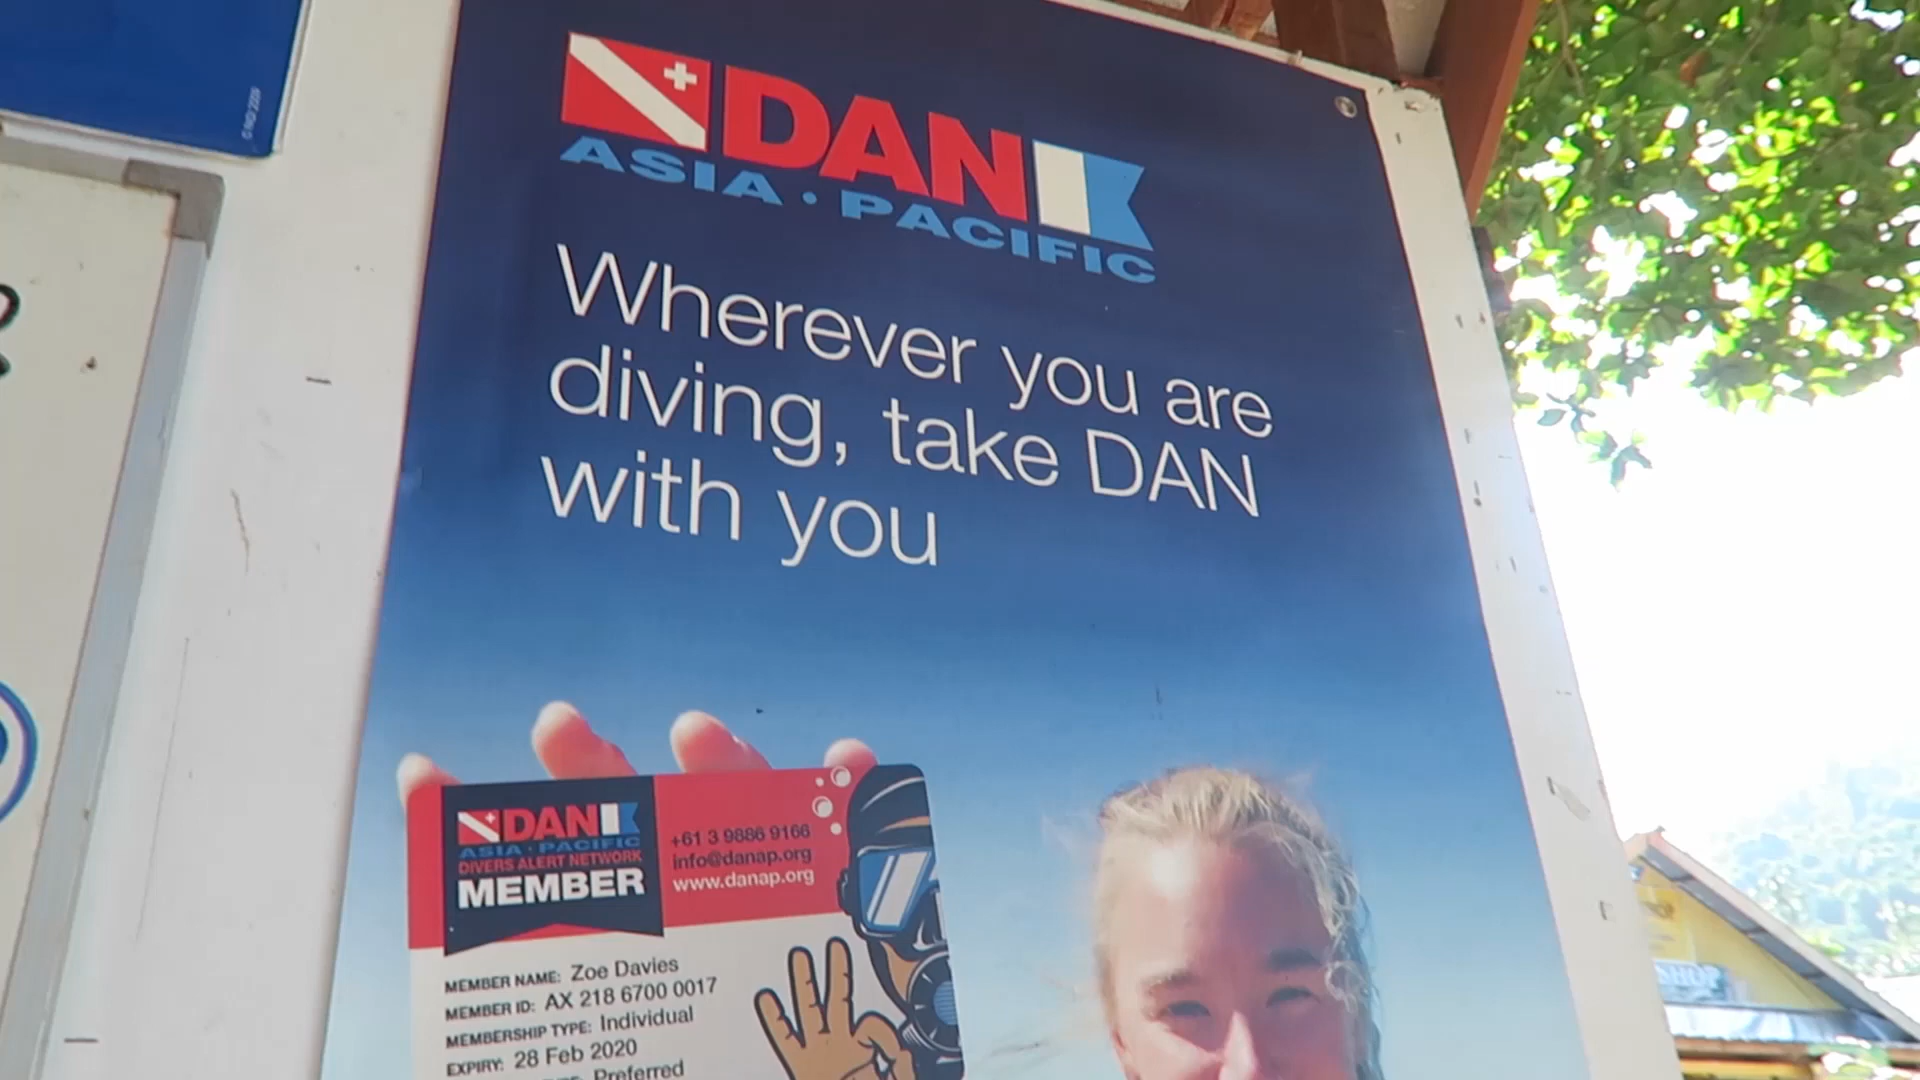 DAN
ASIA · PACIFIC
Wherever you are
diving, take DAN
with you
DAN
ASIA · PACIFIC
DIVERS ALERT NETWORK
MEMBER
+61 3 9886 9166
info@danap.org
www.danap.org
MEMBER NAME: Zoe Davies
MEMBER ID: AX 218 6700 0017
MEMBERSHIP TYPE: Individual
EXPIRY: 28 Feb 2020
Preferred
SHOP